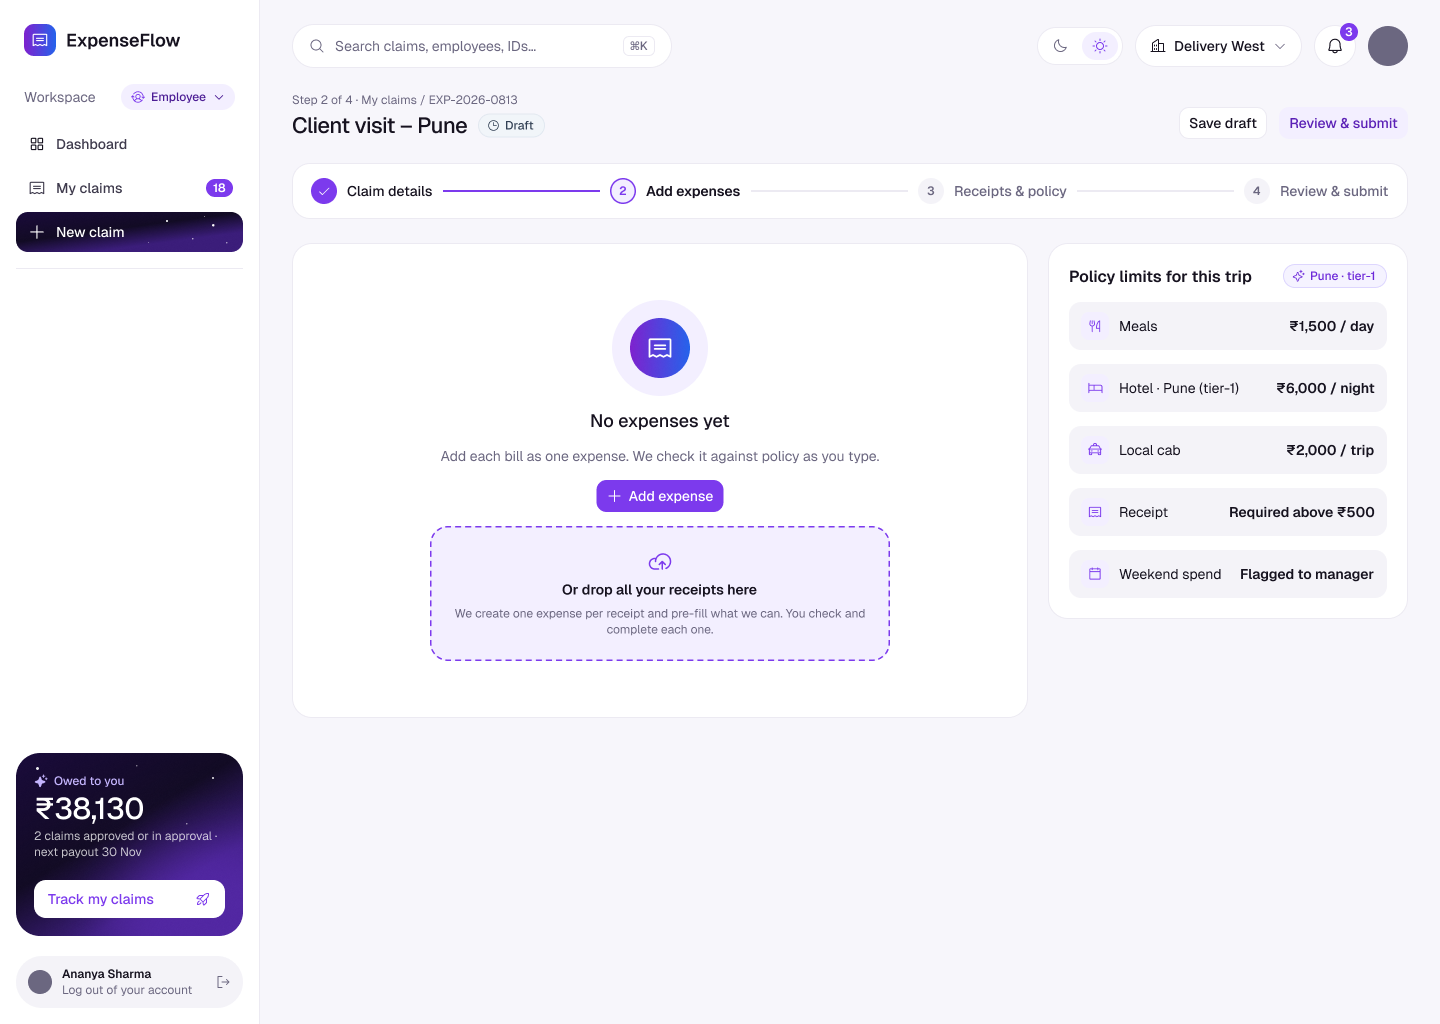 ExpenseFlow
Workspace
Employee
Dashboard
My claims
18
New claim
Owed to you
₹38,130
2 claims approved or in approval ·
next payout 30 Nov
Track my claims
Ananya Sharma
Log out of your account
Search claims, employees, IDs...
⌘K
Delivery West
3
Step 2 of 4 · My claims / EXP-2026-0813
Client visit – Pune
Draft
Save draft
Review & submit
Claim details
2
Add expenses
3
Receipts & policy
4
Review & submit
No expenses yet
Add each bill as one expense. We check it against policy as you type.
Add expense
Or drop all your receipts here
We create one expense per receipt and pre-fill what we can. You check and
complete each one.
Policy limits for this trip
Pune · tier-1
Meals
₹1,500 / day
Hotel · Pune (tier-1)
₹6,000 / night
Local cab
₹2,000 / trip
Receipt
Required above ₹500
Weekend spend
Flagged to manager